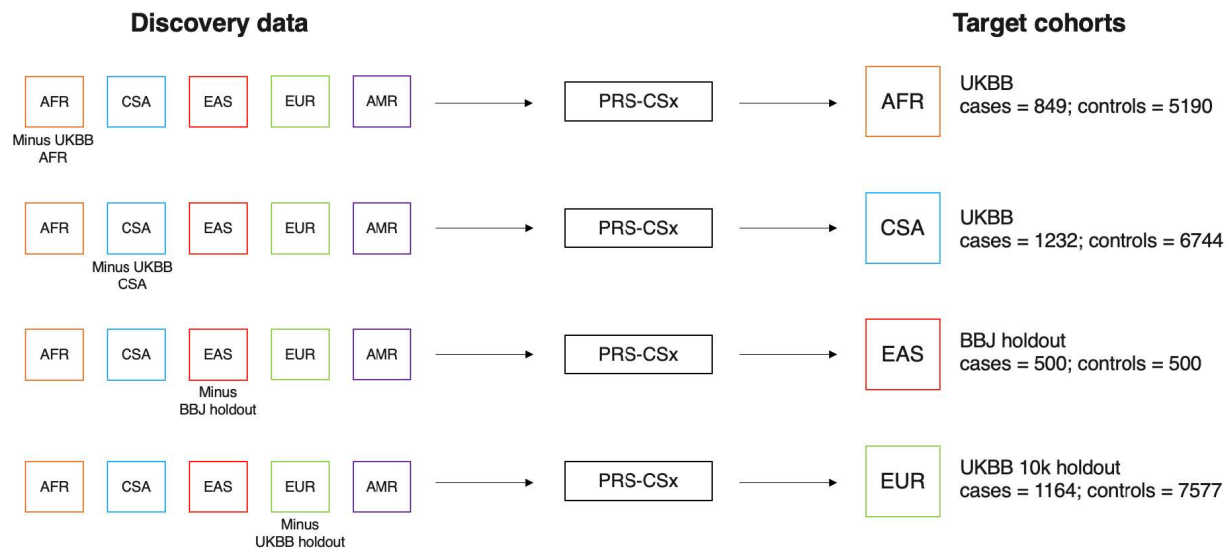 Discovery data
Target cohorts
AFR
CSA
EAS
EUR
AMR
Minus UKBB
AFR
PRS-CSx
AFR
UKBB
cases = 849; controls = 5190
AFR
CSA
EAS
EUR
AMR
Minus UKBB
CSA
PRS-CSx
CSA
UKBB
cases = 1232; controls = 6744
AFR
CSA
EAS
EUR
AMR
Minus
BBJ holdout
PRS-CSx
EAS
BBJ holdout
cases = 500; controls = 500
AFR
CSA
EAS
EUR
AMR
Minus
UKBB holdout
PRS-CSx
EUR
UKBB 10k holdout
cases = 1164; controls = 7577